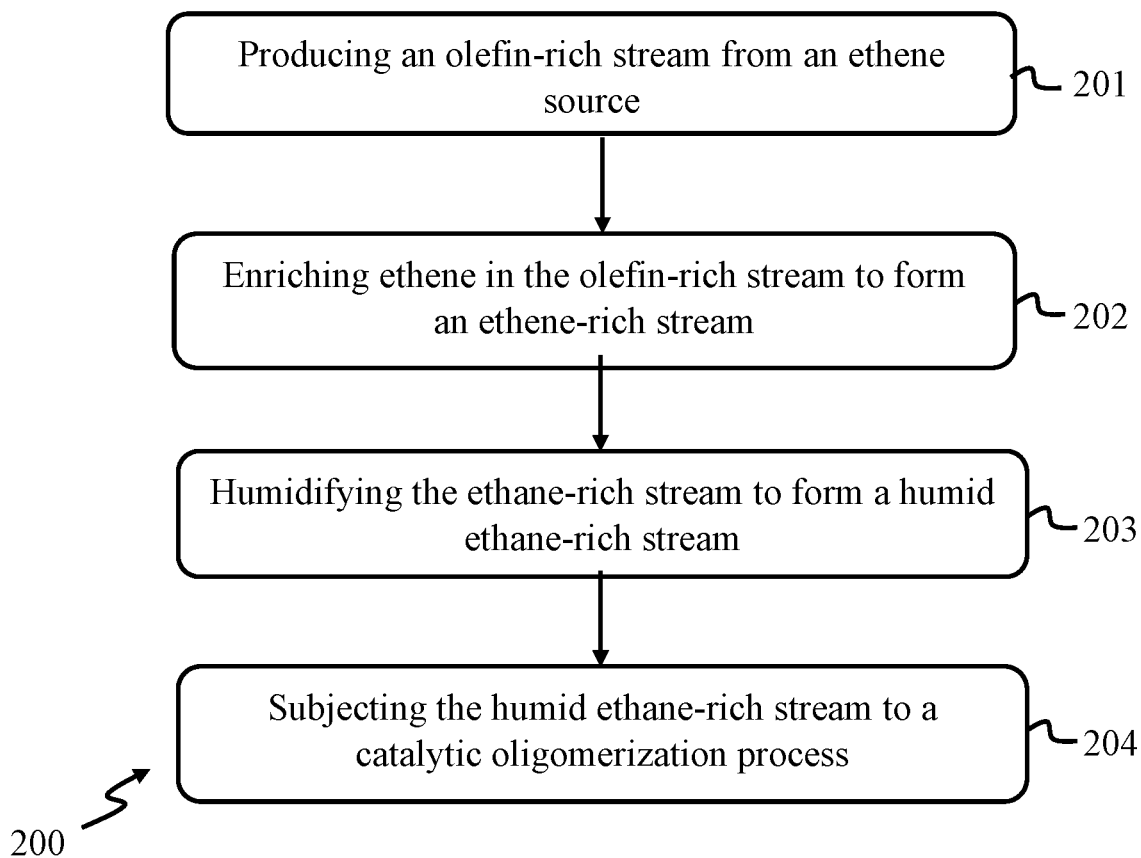 Producing an olefin-rich stream from an ethene
source
201
Enriching ethene in the olefin-rich stream to form
an ethene-rich stream
202
Humidifying the ethane-rich stream to form a humid
ethane-rich stream
203
Subjecting the humid ethane-rich stream to a
catalytic oligomerization process
204
200